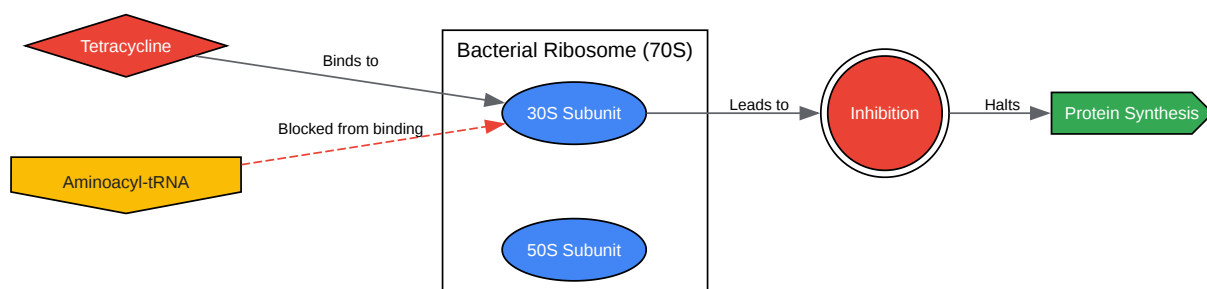 Tetracycline
Binds to
Bacterial Ribosome (70S)
30S Subunit
Leads to
Inhibition
Halts
Protein Synthesis
Blocked from binding
Aminoacyl-tRNA
50S Subunit